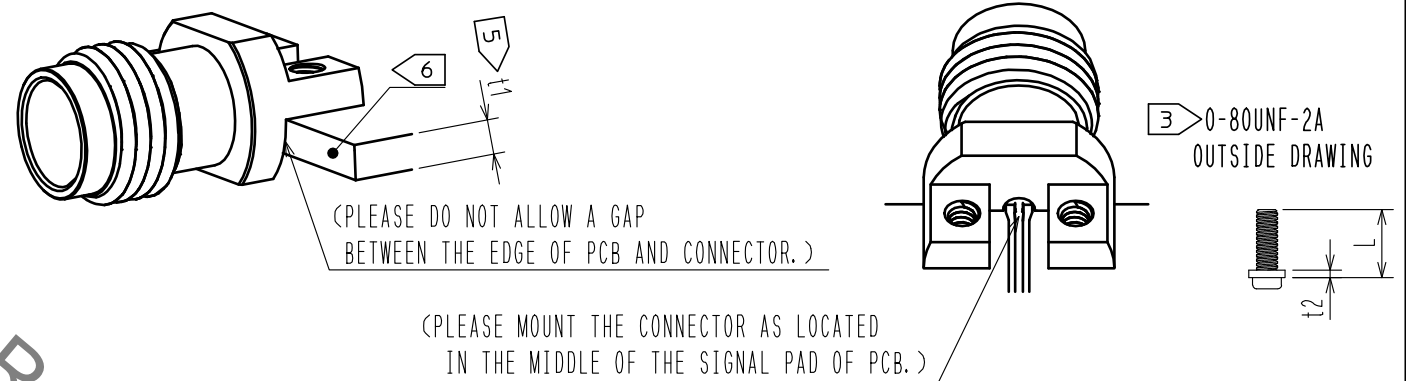 5
t1
6
3 0-80UNF-2A
OUTSIDE DRAWING
(PLEASE DO NOT ALLOW A GAP
BETWEEN THE EDGE OF PCB AND CONNECTOR.)
L
t2
(PLEASE MOUNT THE CONNECTOR AS LOCATED
IN THE MIDDLE OF THE SIGNAL PAD OF PCB.)